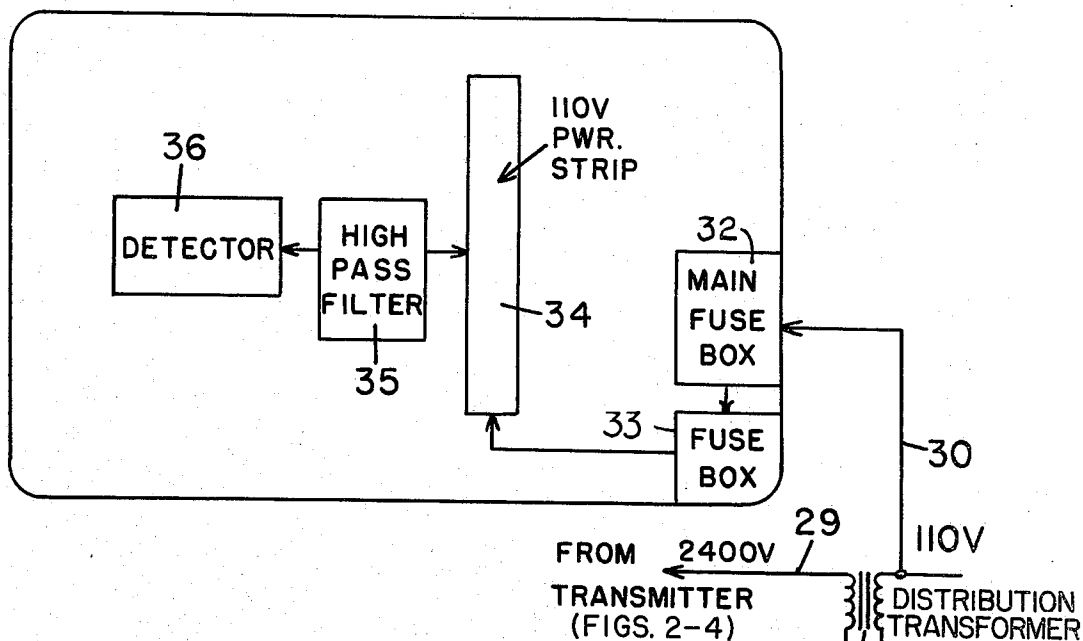 110V
PWR.
STRIP
36
DETECTOR
HIGH
PASS
FILTER
35
34
32
MAIN
FUSE
BOX
33
FUSE
BOX
30
29
110V
FROM 2400V
TRANSMITTER
(FIGS. 2-4)
DISTRIBUTION
TRANSFORMER